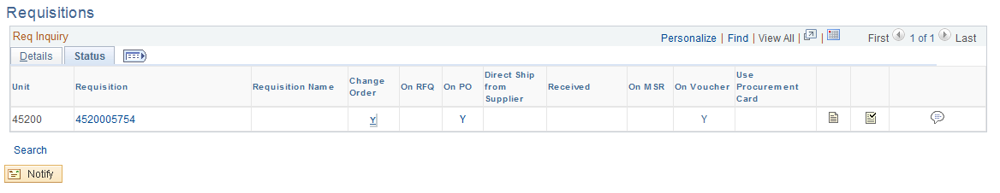 Requisitions
Req Inquiry Personalize | Find | View All | | First 1 of 1 Last
Details Status
Unit Requisition Requisition Name Change Order On RFQ On PO Direct Ship from Supplier Received On MSR On Voucher Use Procurement Card
45200 4520005754 Y Y Y
Search
Notify